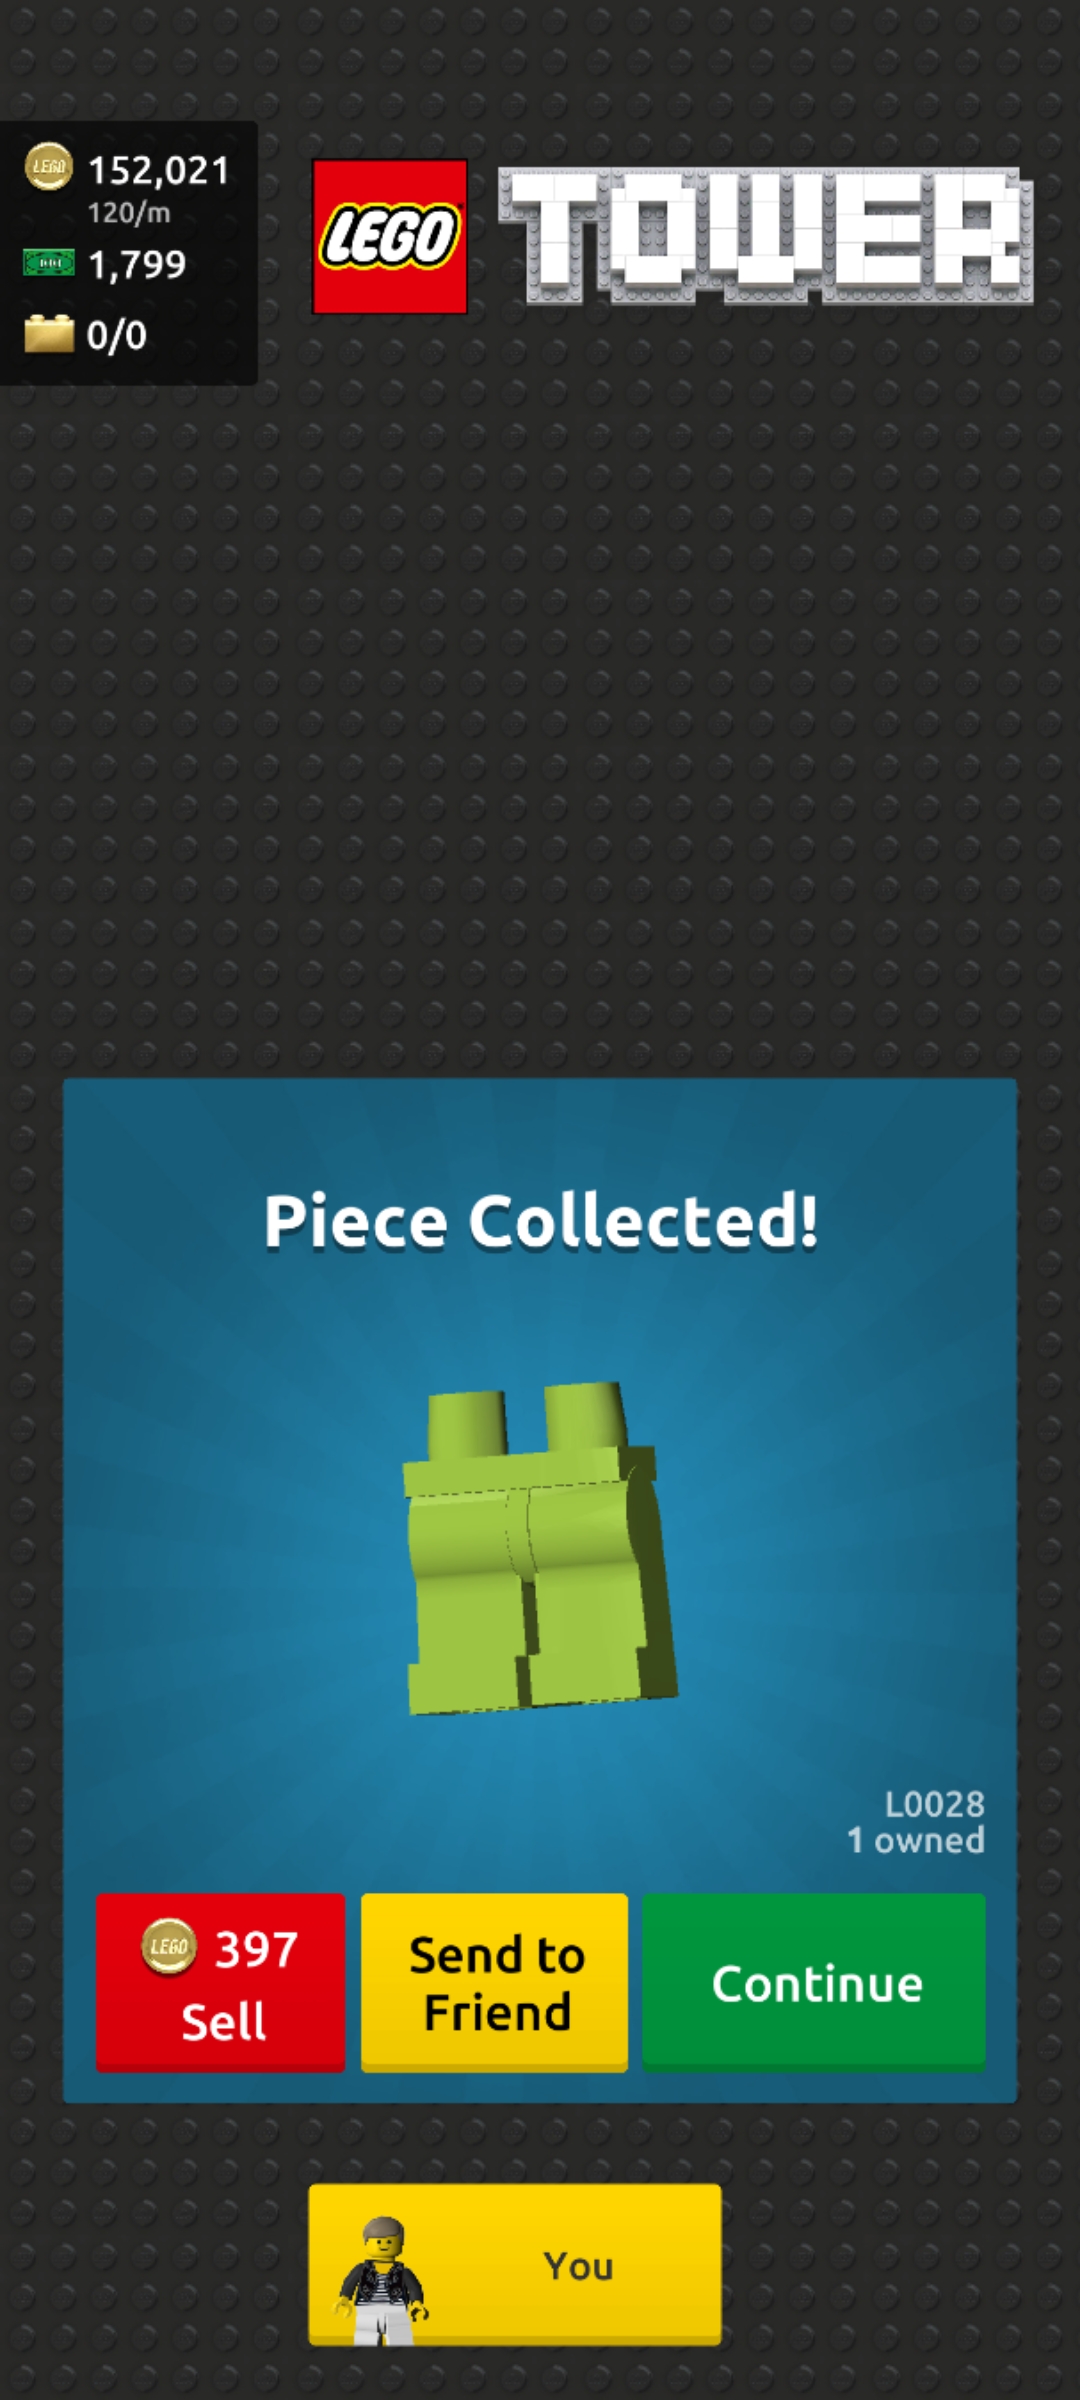 LEGO 152,021
120/m
1,799
0/0
LEGO TOWER
Piece Collected!
L0028
1 owned
LEGO 397
Sell
Send to
Friend
Continue
You